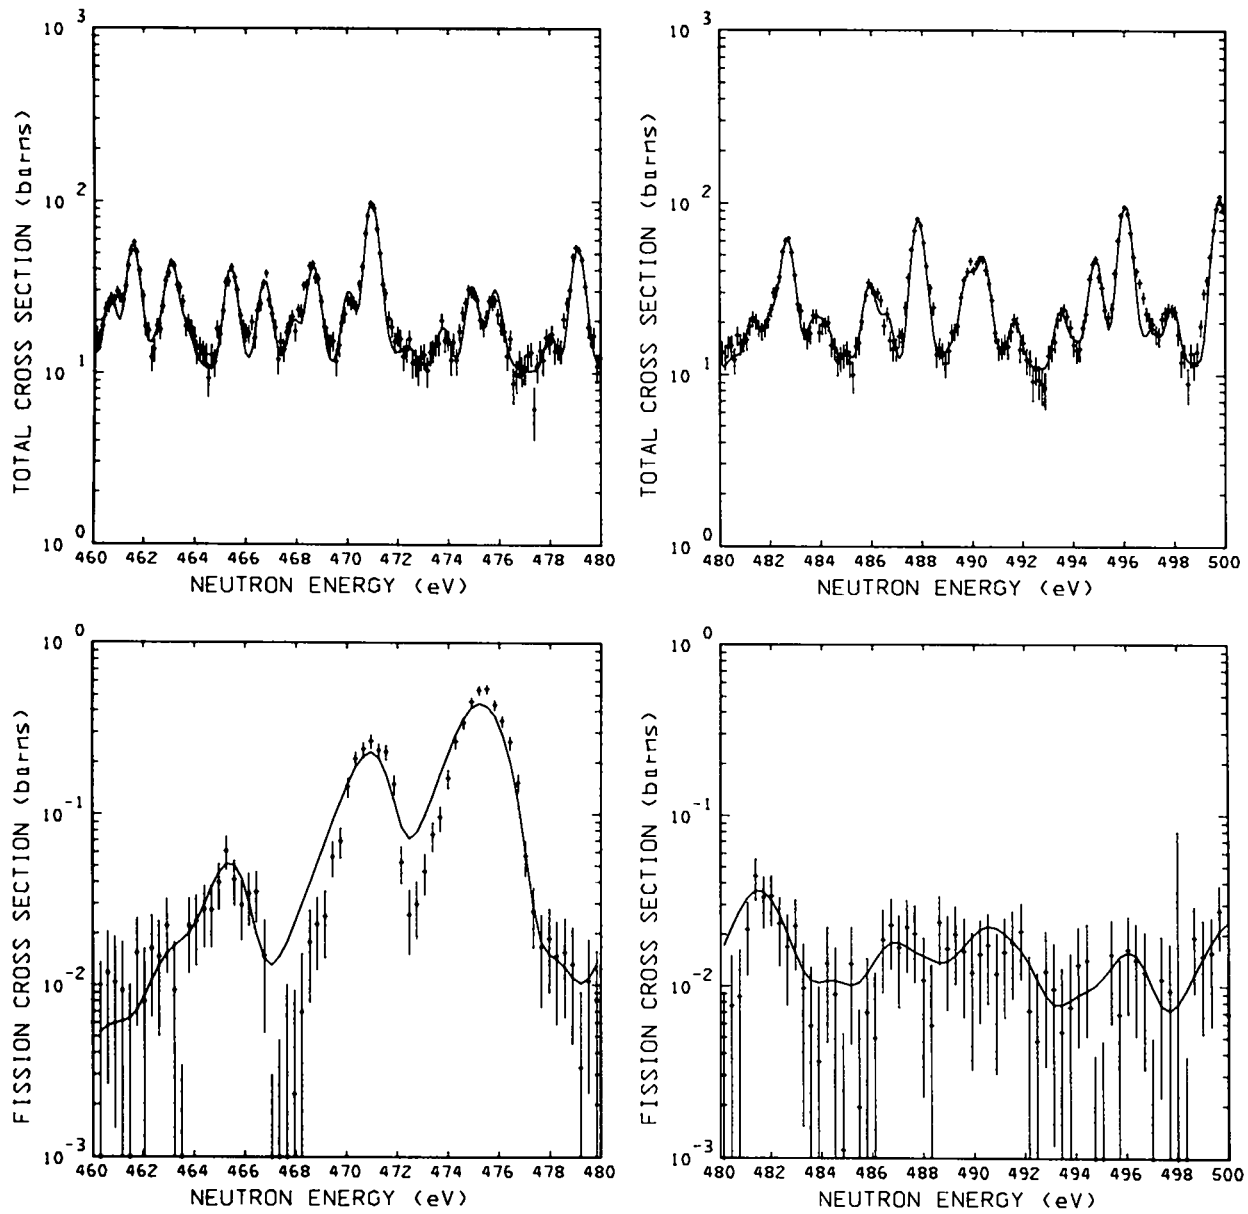 TOTAL CROSS SECTION (barns)
10 3
10 2
10 1
10 0
460 462 464 466 468 470 472 474 476 478 480
NEUTRON ENERGY (eV)
TOTAL CROSS SECTION (barns)
10 3
10 2
10 1
10 0
480 482 484 486 488 490 492 494 496 498 500
NEUTRON ENERGY (eV)
FISSION CROSS SECTION (barns)
10 0
10 -1
10 -2
10 -3
460 462 464 466 468 470 472 474 476 478 480
NEUTRON ENERGY (eV)
FISSION CROSS SECTION (barns)
10 0
10 -1
10 -2
10 -3
480 482 484 486 488 490 492 494 496 498 500
NEUTRON ENERGY (eV)